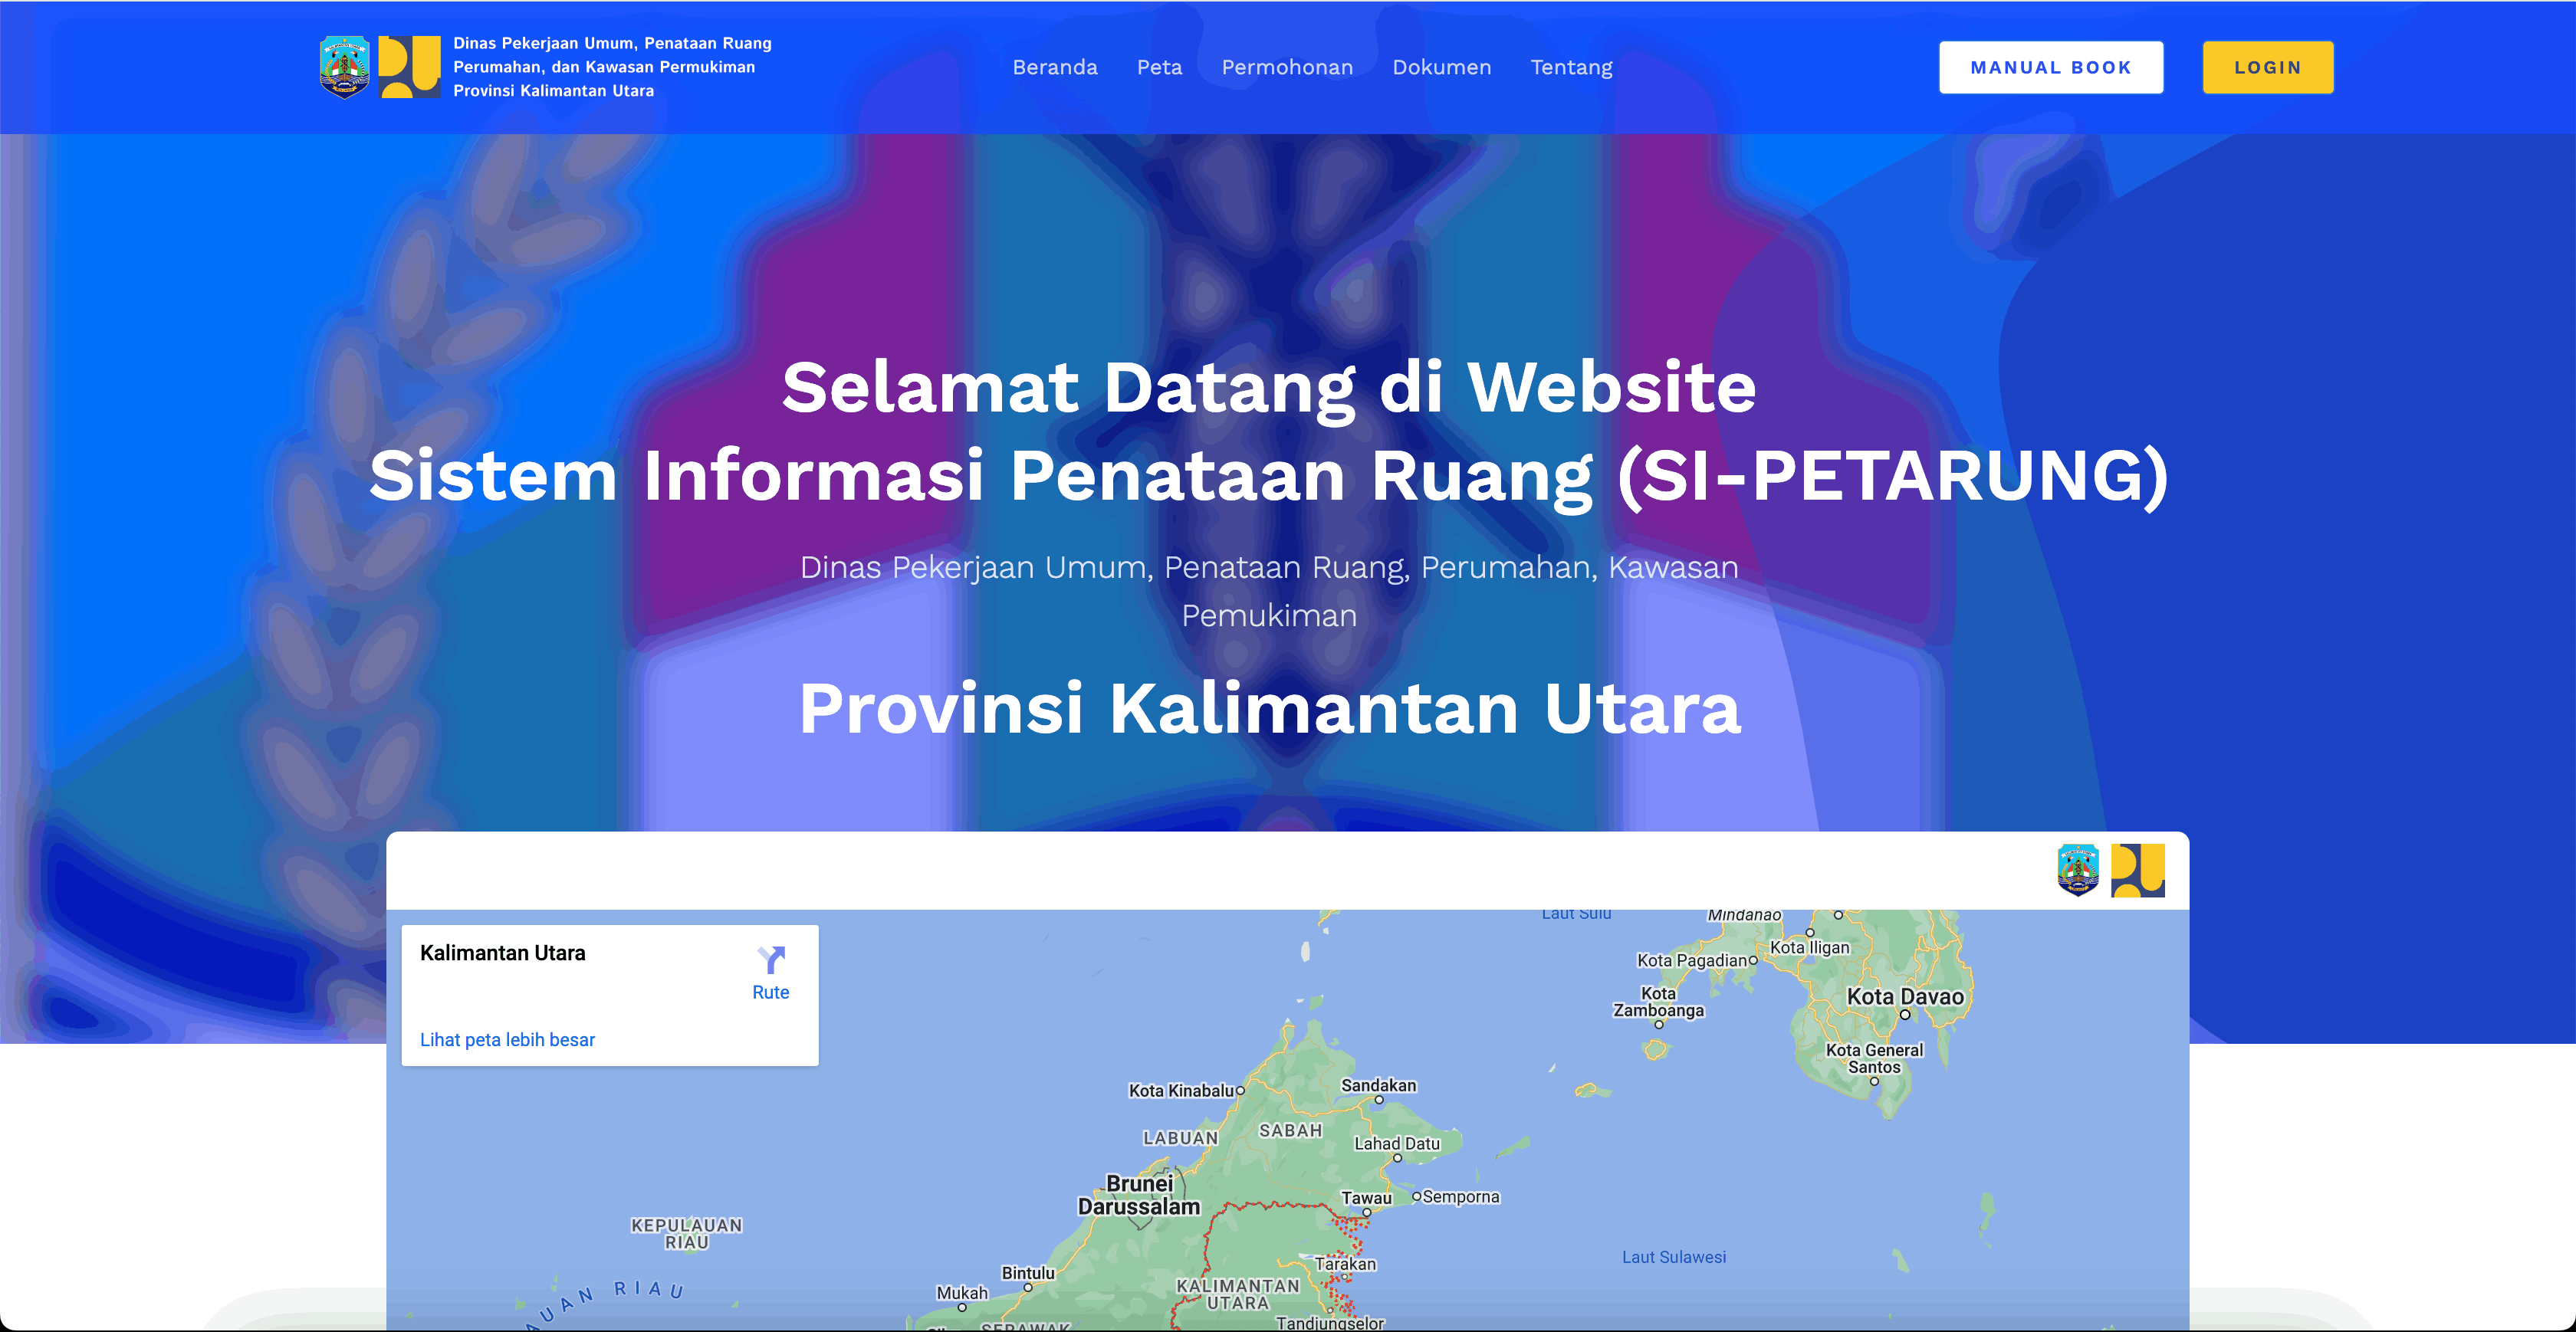 Dinas Pekerjaan Umum, Penataan Ruang
Perumahan, dan Kawasan Permukiman
Provinsi Kalimantan Utara
Beranda Peta Permohonan Dokumen Tentang
MANUAL BOOK LOGIN
Selamat Datang di Website
Sistem Informasi Penataan Ruang (SI-PETARUNG)
Dinas Pekerjaan Umum, Penataan Ruang, Perumahan, Kawasan
Pemukiman
Provinsi Kalimantan Utara
Kalimantan Utara
Rute
Lihat peta lebih besar
Laut Sulu
Mindanao
Kota Iligan
Kota Pagadian
Kota
Zamboanga
Kota Davao
Kota General
Santos
Kota Kinabalu
Sandakan
LABUAN
SABAH
Lahad Datu
Brunei
Darussalam
Tawau
Semporna
KEPULAUAN
RIAU
Laut Sulawesi
Tarakan
Bintulu
KALIMANTAN
UTARA
Mukah
AUAN RIAU
SERAWAK
Tandjungselor